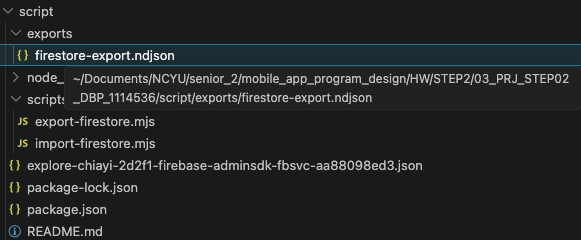 script
exports
{} firestore-export.ndjson
node_
~/Documents/NCYU/senior_2/mobile_app_program_design/HW/STEP2/03_PRJ_STEP02
_DBP_1114536/script/exports/firestore-export.ndjson
scripts
JS export-firestore.mjs
JS import-firestore.mjs
{} explore-chiayi-2d2f1-firebase-adminsdk-fbsvc-aa88098ed3.json
{} package-lock.json
{} package.json
README.md